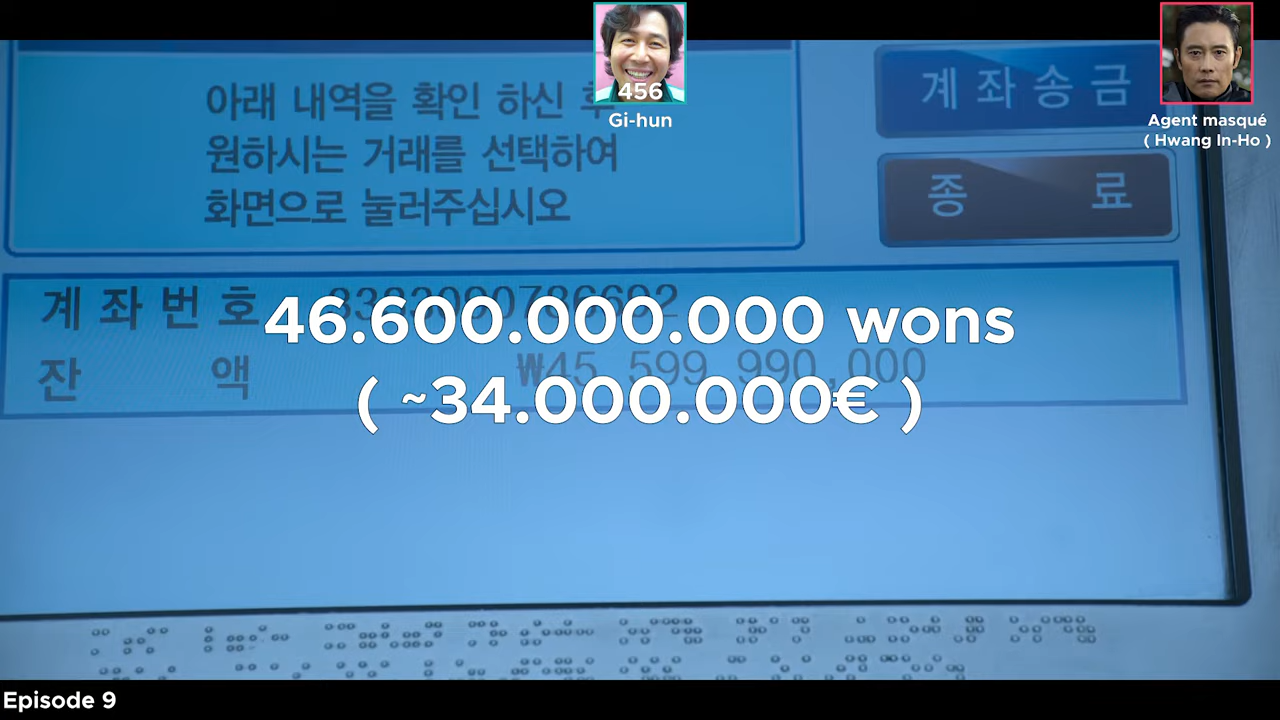 456
Gi-hun
Agent masqué
( Hwang In-Ho )
아래 내역을 확인 하신 후
원하시는 거래를 선택하여
화면으로 눌러주십시오
계좌송금
종 료
계좌번호
46.600.000.000 wons
잔 액 ₩45,599,990,000
( ~34.000.000€ )
Episode 9